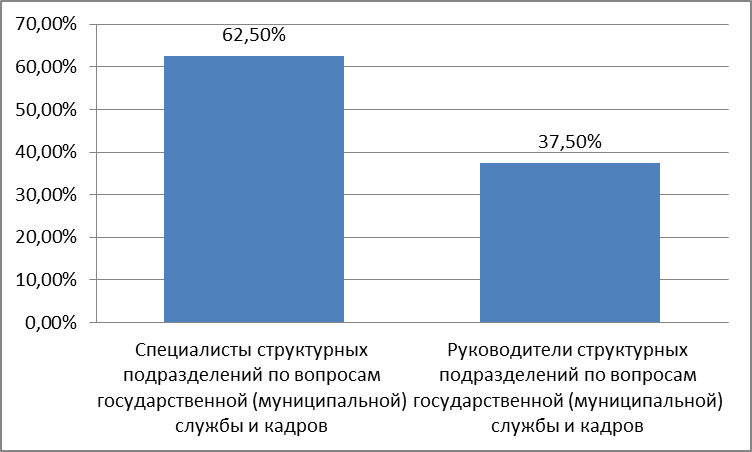 70,00%
60,00%
50,00%
40,00%
30,00%
20,00%
10,00%
0,00%
62,50%
37,50%
Специалисты структурных
подразделений по вопросам
государственной (муниципальной)
службы и кадров
Руководители структурных
подразделений по вопросам
государственной (муниципальной)
службы и кадров